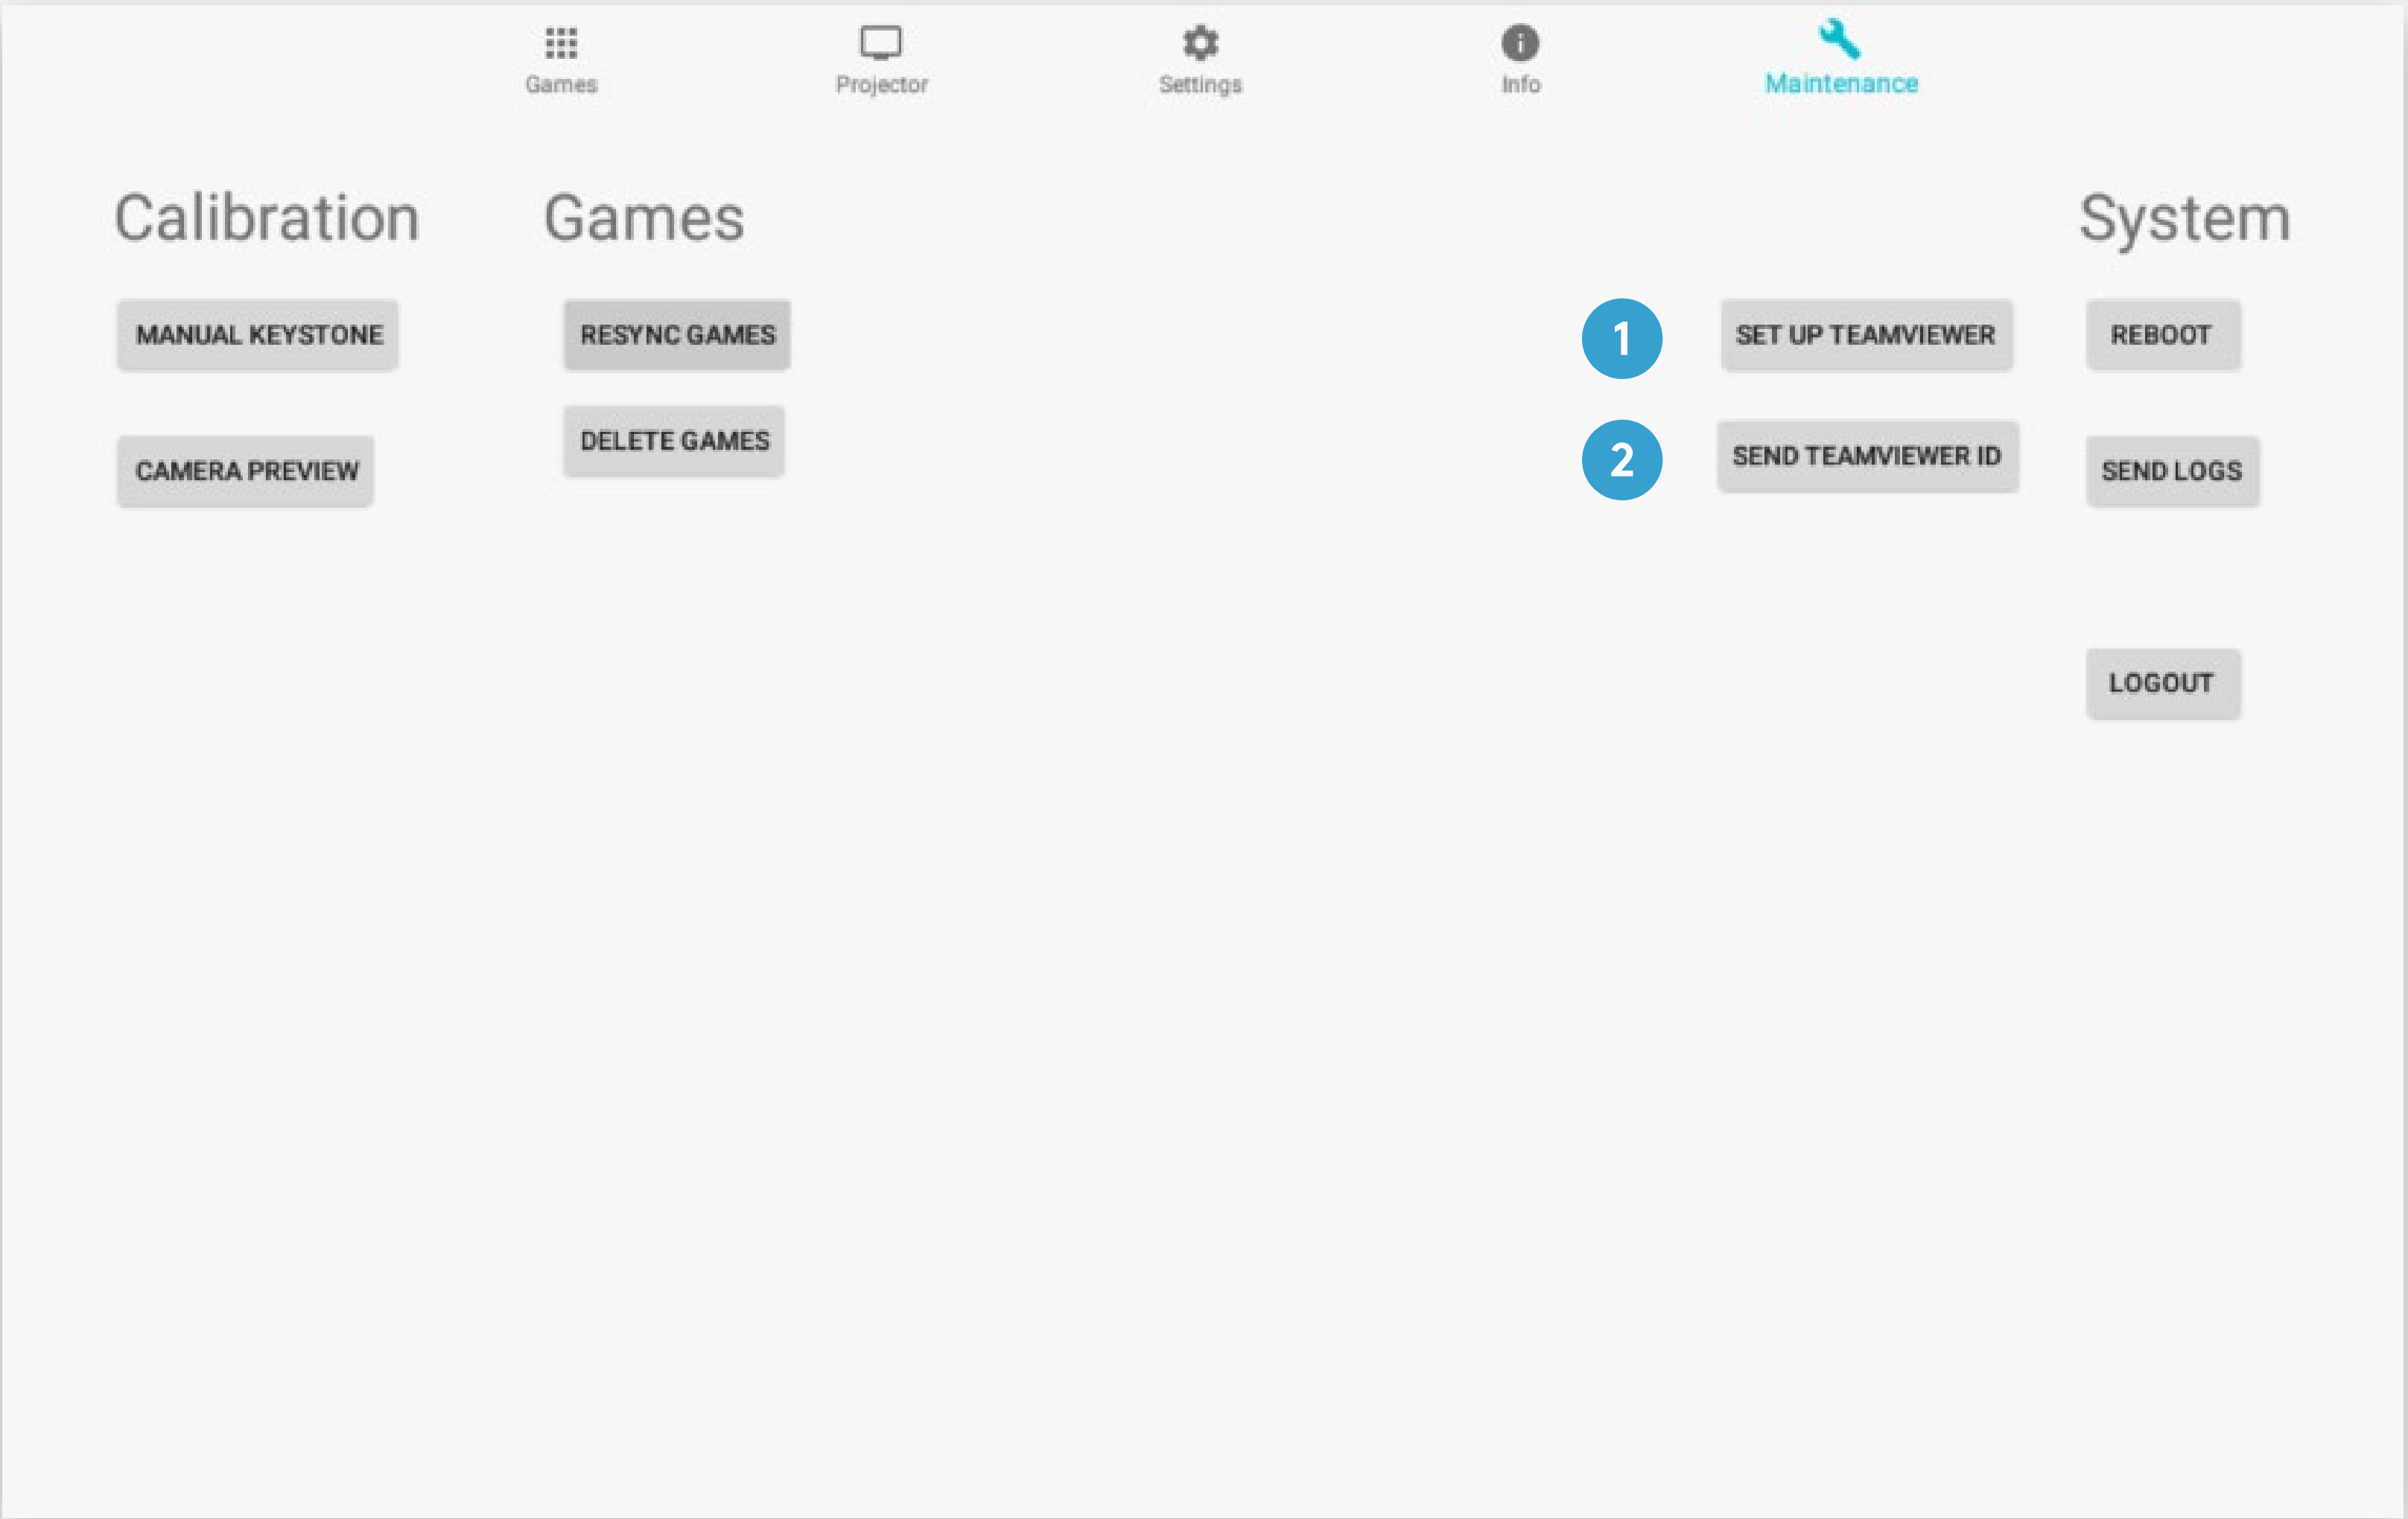 Games
Projector
Settings
Info
Maintenance
Calibration
MANUAL KEYSTONE
CAMERA PREVIEW
Games
RESYNC GAMES
DELETE GAMES
1
SET UP TEAMVIEWER
2
SEND TEAMVIEWER ID
System
REBOOT
SEND LOGS
LOGOUT